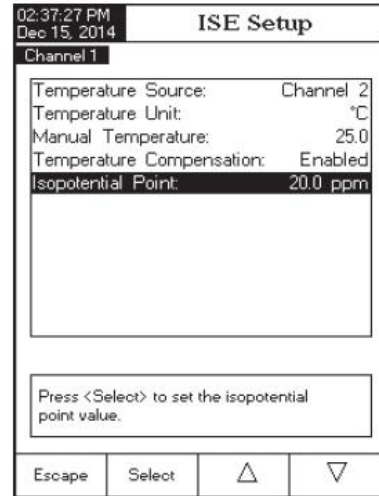 02:37:27 PM
Dec 15, 2014
ISE Setup
Channel 1
Temperature Source: Channel 2
Temperature Unit: °C
Manual Temperature: 25.0
Temperature Compensation: Enabled
Isopotential Point: 20.0 ppm
Press <Select> to set the isopotential
point value.
Escape Select △ ▽